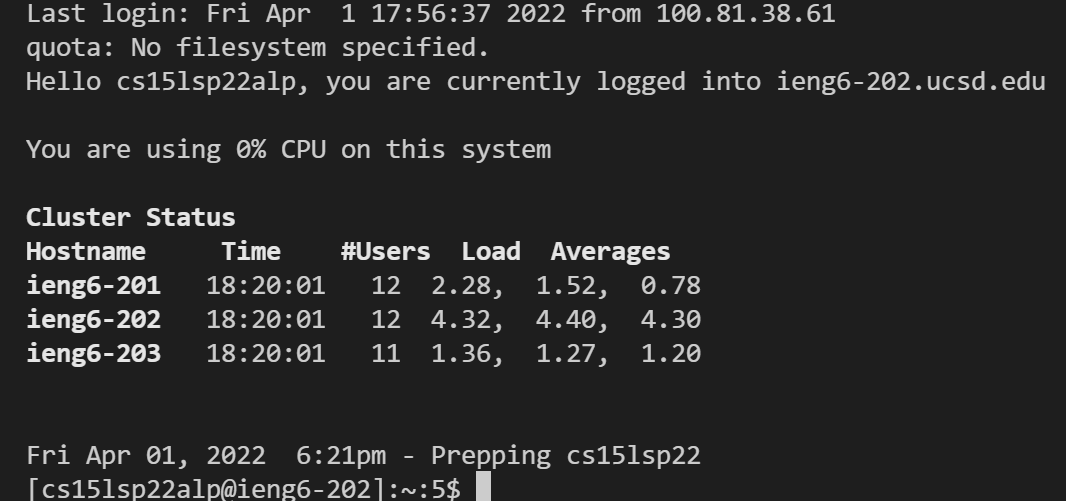 Last login: Fri Apr  1 17:56:37 2022 from 100.81.38.61
quota: No filesystem specified.
Hello cs15lsp22alp, you are currently logged into ieng6-202.ucsd.edu
You are using 0% CPU on this system
Cluster Status
Hostname     Time    #Users  Load  Averages
ieng6-201   18:20:01   12  2.28,  1.52,  0.78
ieng6-202   18:20:01   12  4.32,  4.40,  4.30
ieng6-203   18:20:01   11  1.36,  1.27,  1.20
Fri Apr 01, 2022  6:21pm - Prepping cs15lsp22
[cs15lsp22alp@ieng6-202]:~:5$